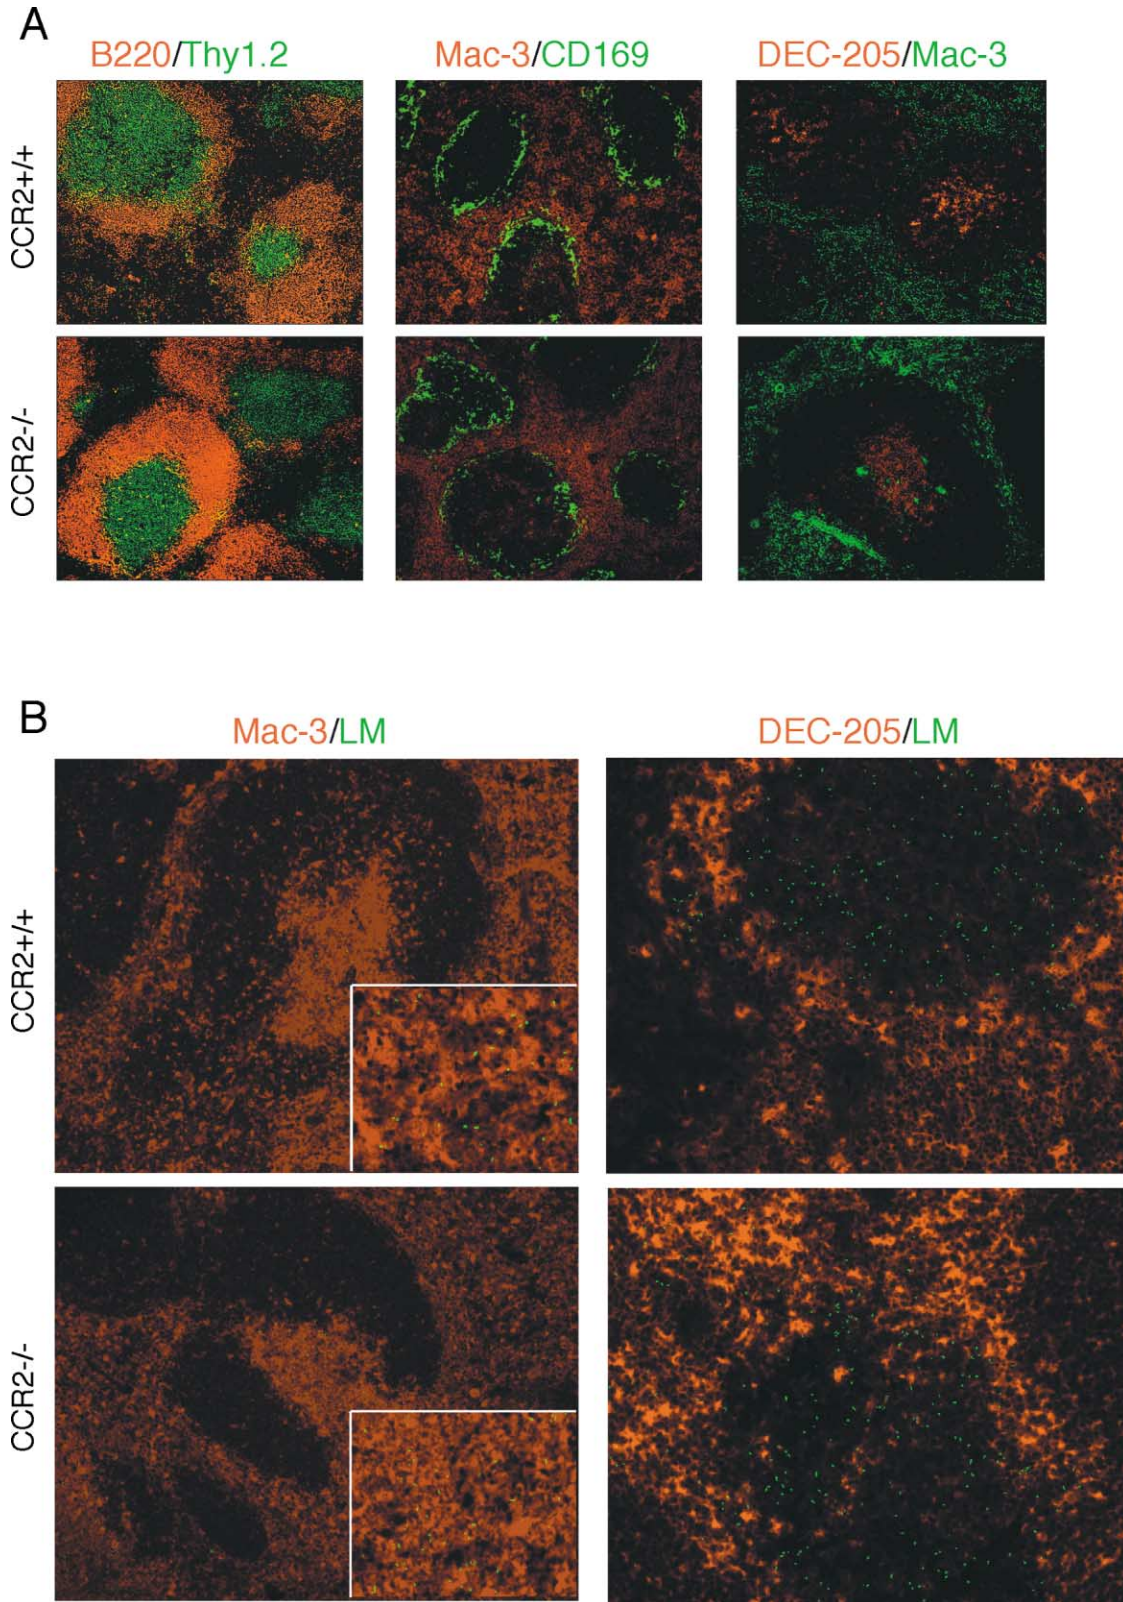 A
B220/Thy1.2
Mac-3/CD169
DEC-205/Mac-3
CCR2+/+
CCR2-/-
B
Mac-3/LM
DEC-205/LM
CCR2+/+
CCR2-/-